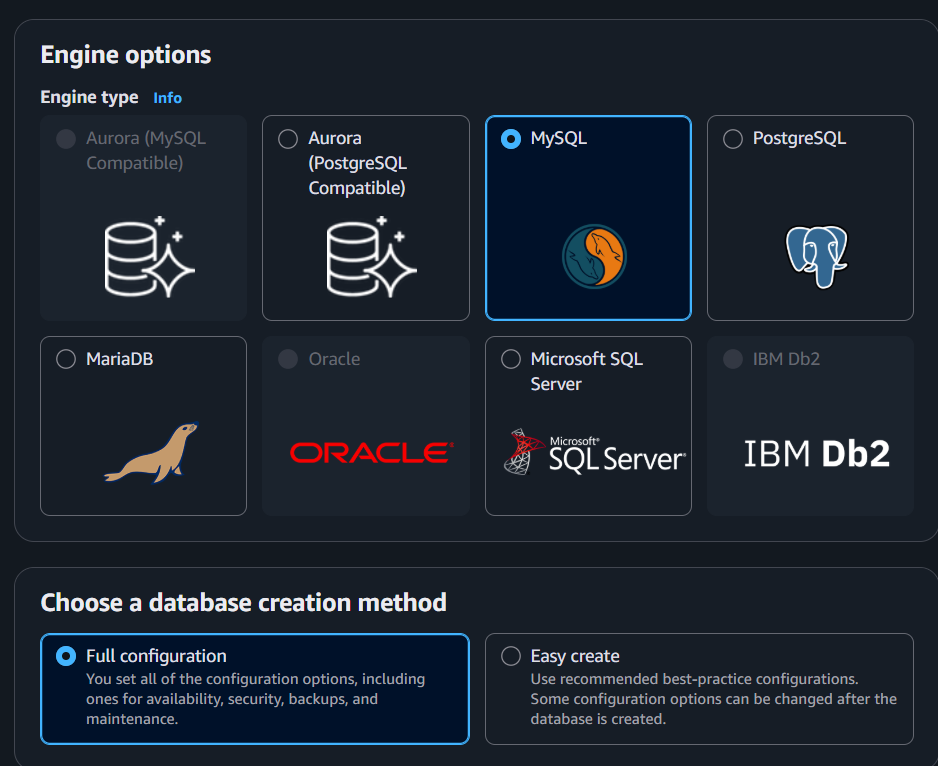 Engine options
Engine type Info
Aurora (MySQL
Compatible)
Aurora
(PostgreSQL
Compatible)
MySQL
PostgreSQL
MariaDB
Oracle
ORACLE®
Microsoft SQL
Server
Microsoft®
SQL Server®
IBM Db2
IBM Db2
Choose a database creation method
Full configuration
You set all of the configuration options, including
ones for availability, security, backups, and
maintenance.
Easy create
Use recommended best-practice configurations.
Some configuration options can be changed after the
database is created.